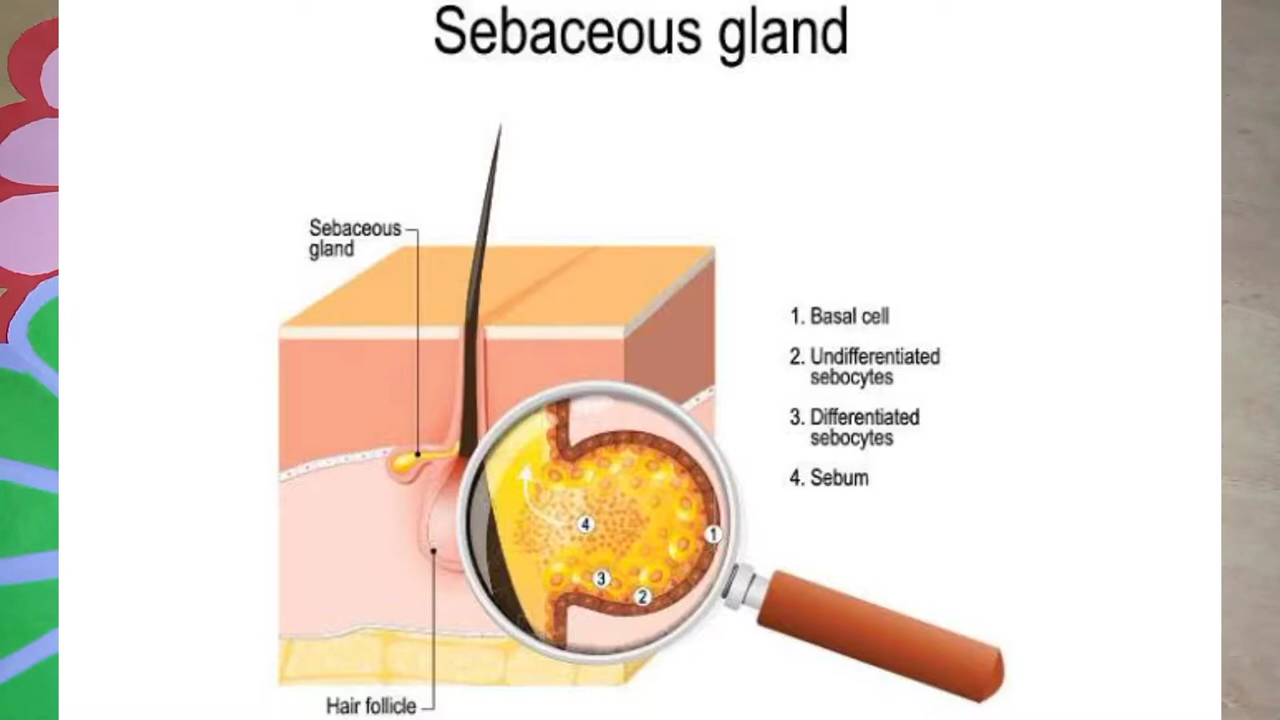 Sebaceous gland
Sebaceous
gland
1. Basal cell
2. Undifferentiated
sebocytes
3. Differentiated
sebocytes
4. Sebum
4
1
3
2
Hair follicle